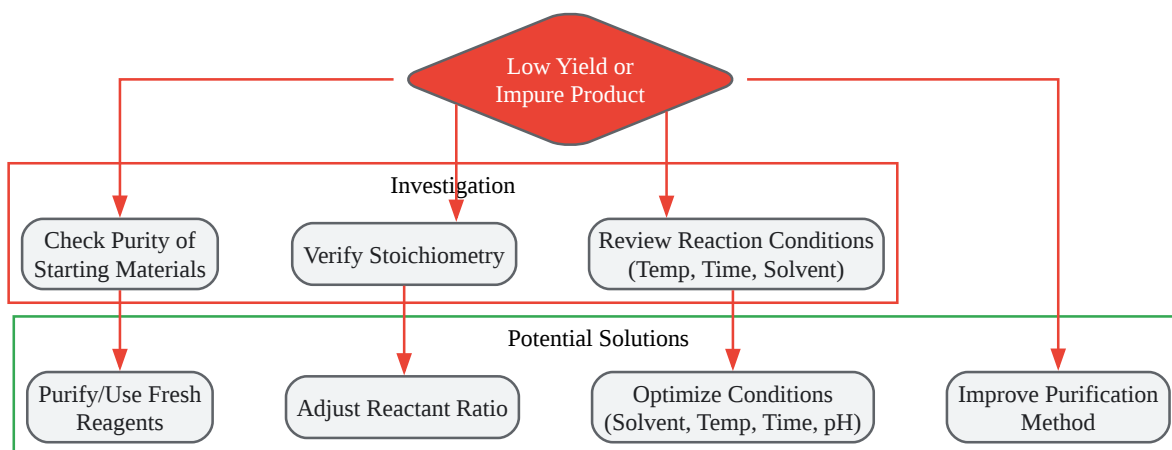 Low Yield or
Impure Product
Investigation
Check Purity of
Starting Materials
Verify Stoichiometry
Review Reaction Conditions
(Temp, Time, Solvent)
Potential Solutions
Purify/Use Fresh
Reagents
Adjust Reactant Ratio
Optimize Conditions
(Solvent, Temp, Time, pH)
Improve Purification
Method